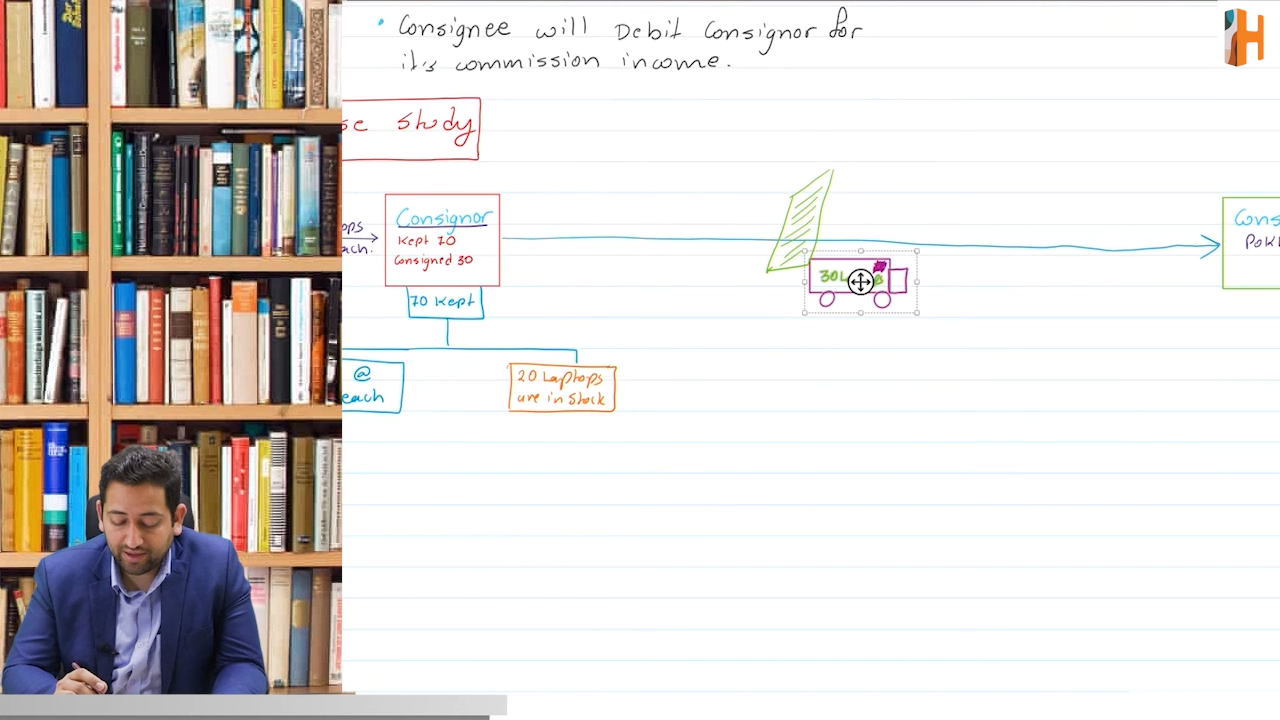 • Consignee will Debit Consignor for
it's commission income.
se study
Consignor
Kept 70
Consigned 30
70 Kept
20 Laptops
are in Stock
@
each
ops
ach.
30L
Cons
H